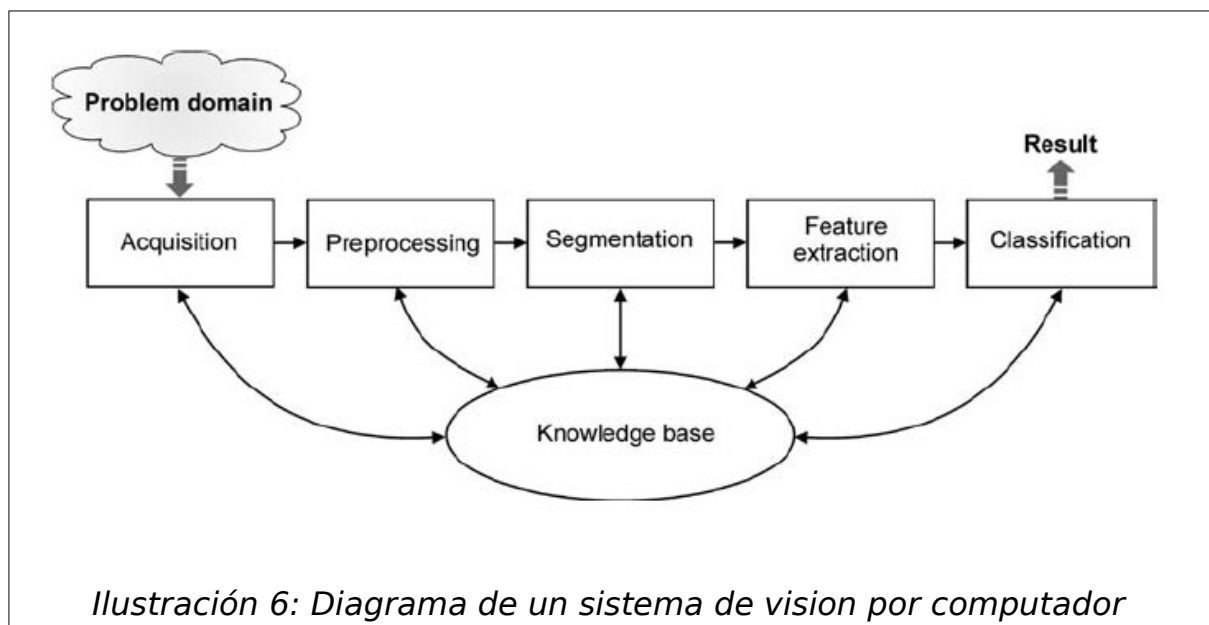 Problem domain
Result
Acquisition
Preprocessing
Segmentation
Feature
extraction
Classification
Knowledge base
Ilustración 6: Diagrama de un sistema de vision por computador